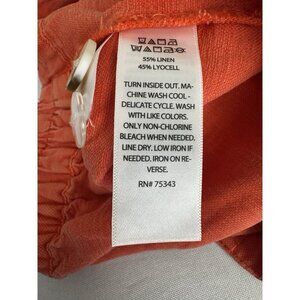 55% LINEN
45% LYOCELL
TURN INSIDE OUT. MA-
CHINE WASH COOL -
DELICATE CYCLE. WASH
WITH LIKE COLORS.
ONLY NON-CHLORINE
BLEACH WHEN NEEDED.
LINE DRY. LOW IRON IF
NEEDED. IRON ON RE-
VERSE.
RN# 75343